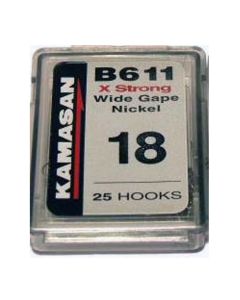 KAMASAN
B611
X Strong
Wide Gape
Nickel
18
25 HOOKS